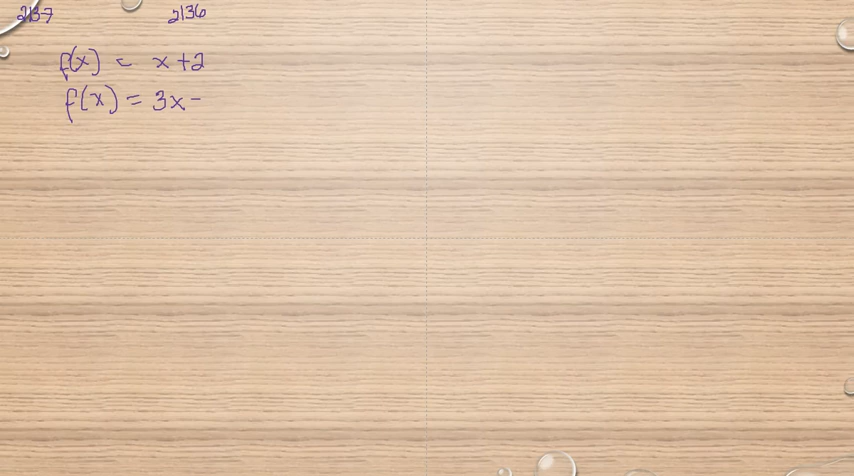 2137 2136
f(x) = x+2
f(x) = 3x-